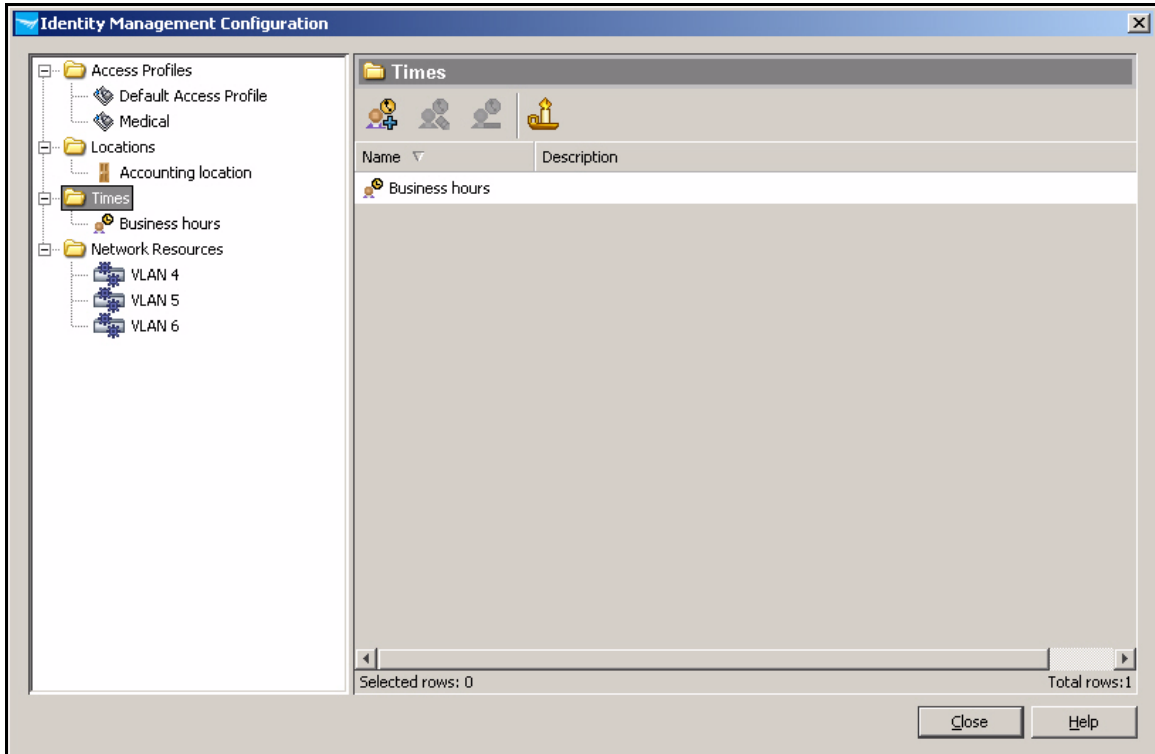 Identity Management Configuration
Access Profiles
Default Access Profile
Medical
Locations
Accounting location
Times
Business hours
Network Resources
VLAN 4
VLAN 5
VLAN 6
Times
Name Description
Business hours
Selected rows: 0 Total rows:1
Close Help